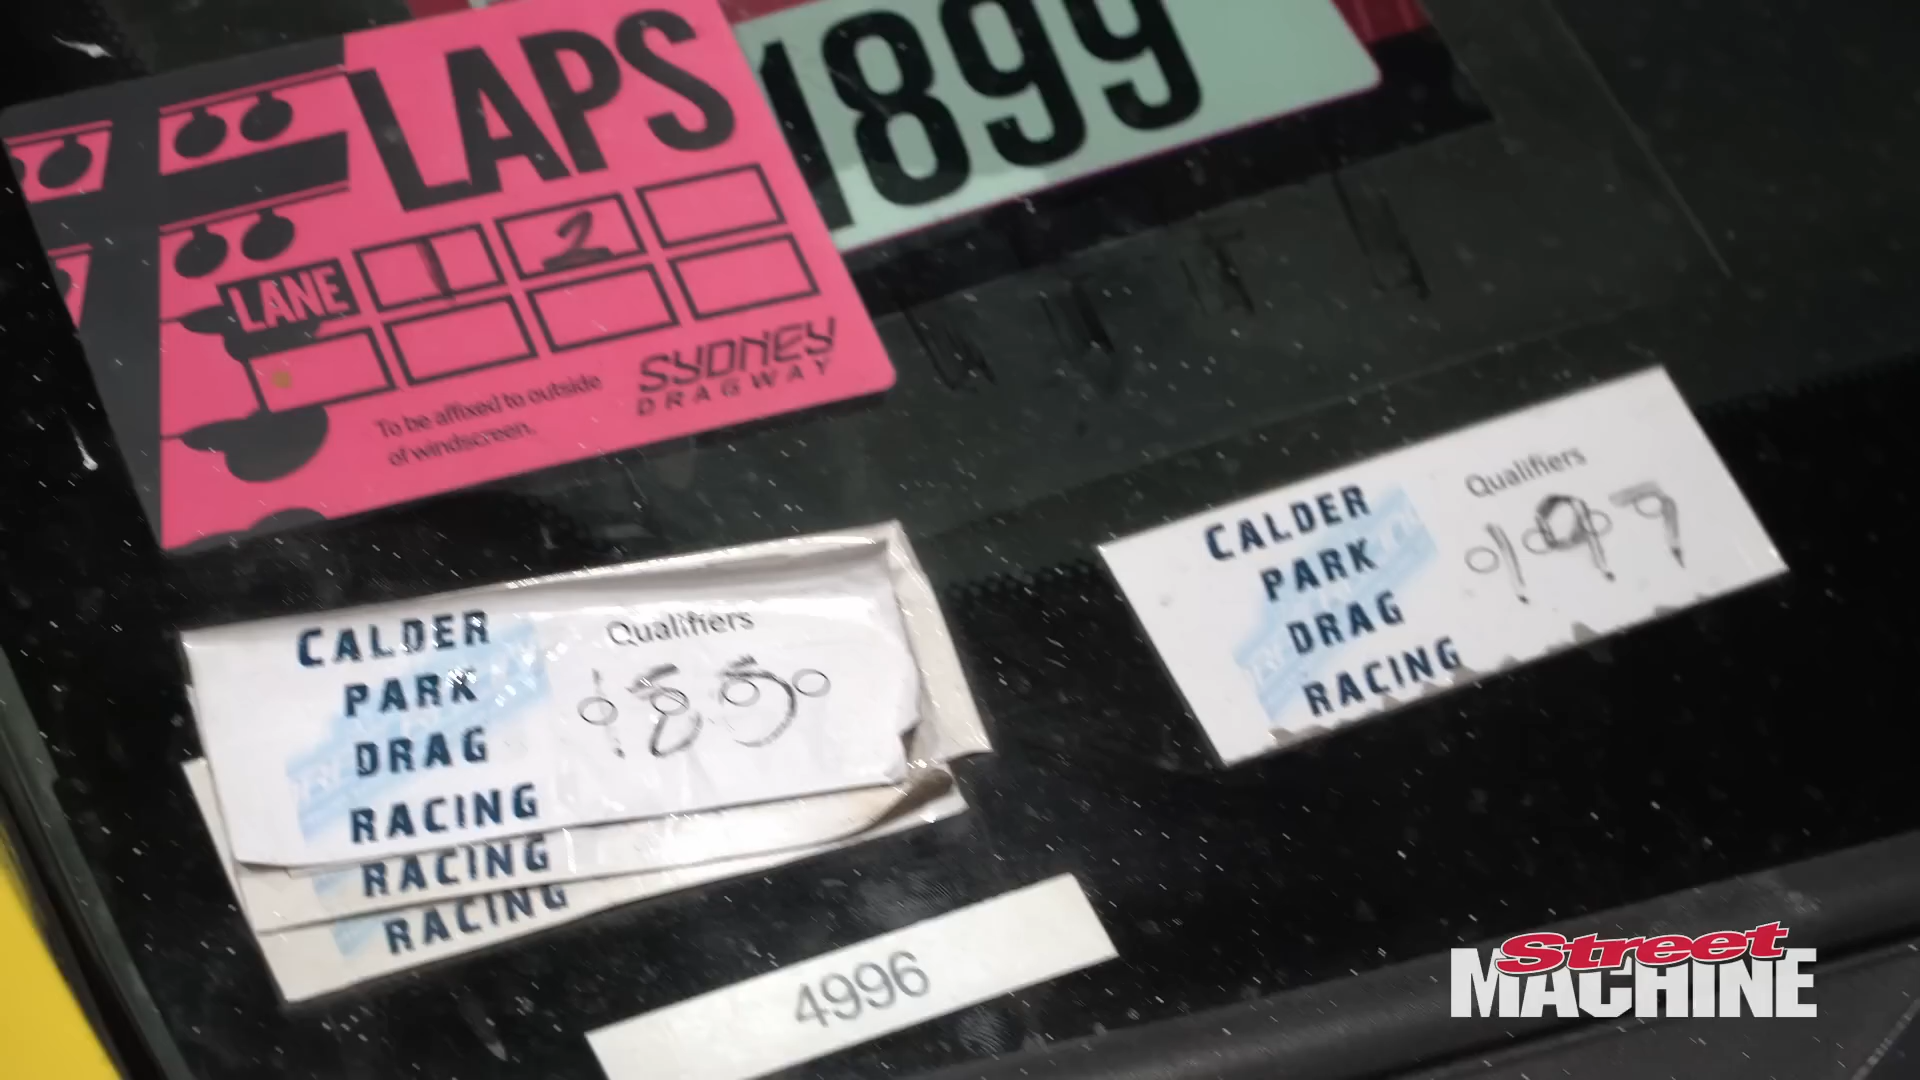 LAPS
1899
LANE 1 2
To be affixed to outside
of windscreen.
SYDNEY
DRAGWAY
CALDER
PARK
DRAG
RACING
Qualifiers
RACING
RACING
CALDER
PARK
DRAG
RACING
Qualifiers
4996
Street
MACHINE